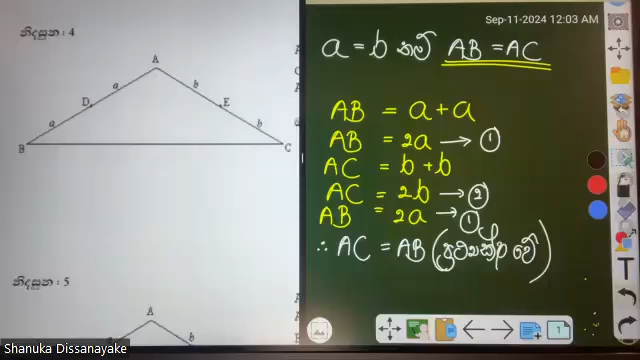 නිදසුන : 4
A
a
b
D
E
a
b
B
C
නිදසුන : 5
A
b
Shanuka Dissanayake
Sep-11-2024 12:03 AM
a = b නම් AB = AC
AB = a + a
AB = 2a → ①
AC = b + b
AC = 2b → ②
AB = 2a → ①
∴ AC = AB (ප්‍රත්‍යක්ෂ වේ)
T
1